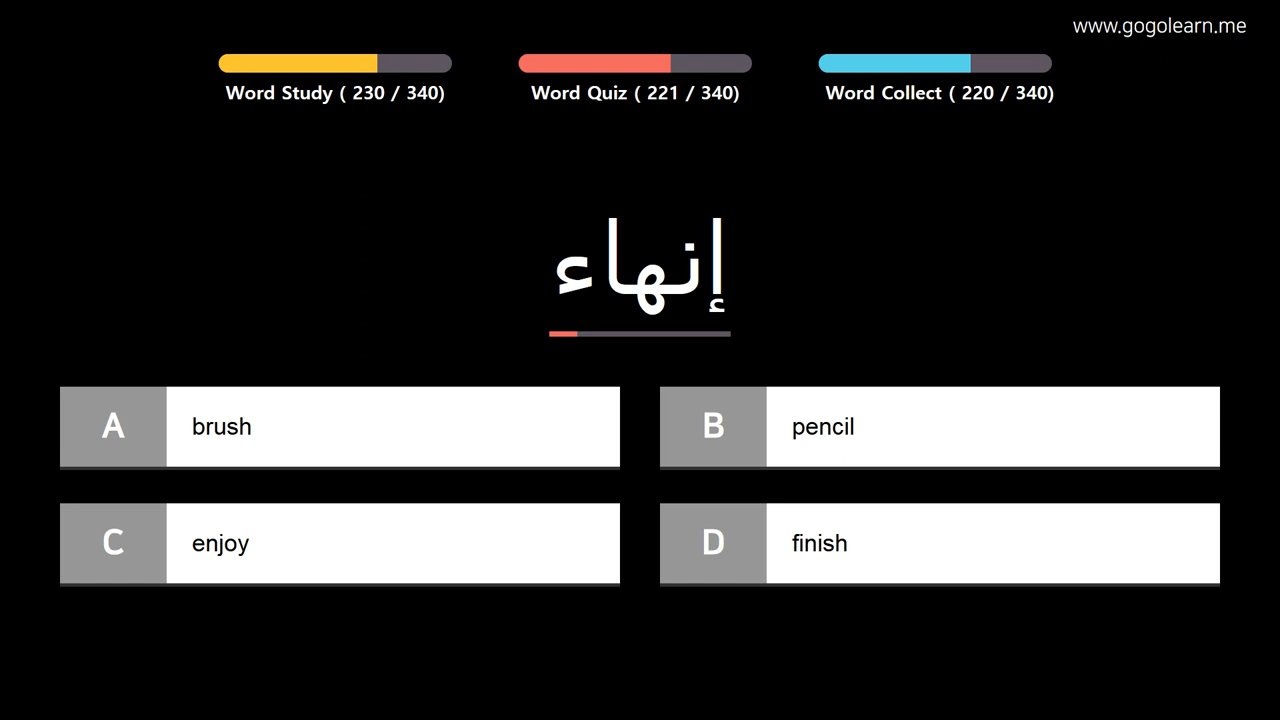 www.gogolearn.me
Word Study ( 230 / 340)
Word Quiz ( 221 / 340)
Word Collect ( 220 / 340)
إنهاء
A brush
B pencil
C enjoy
D finish